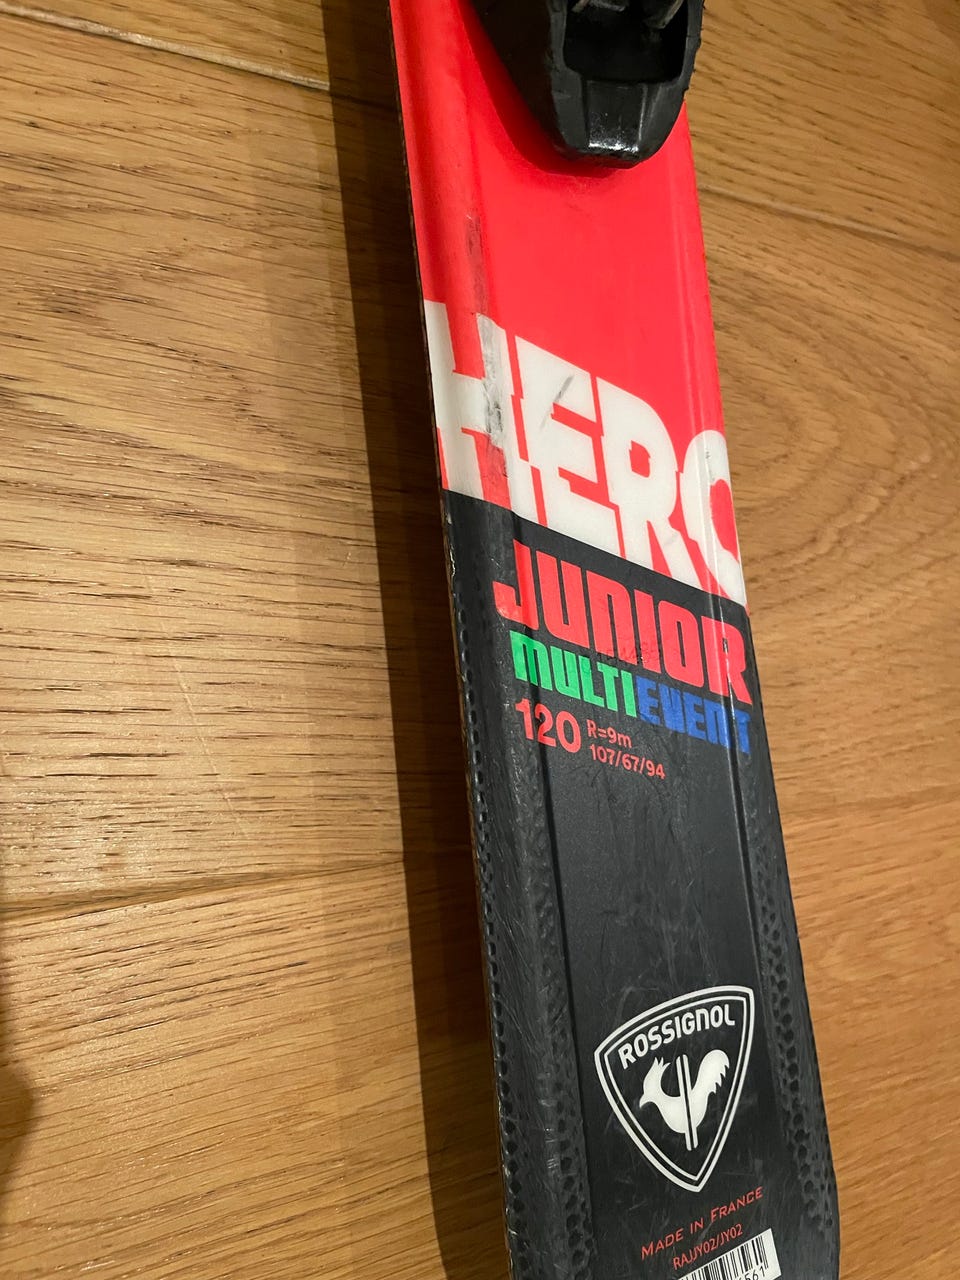 HERO
JUNIOR
MULTIEVENT
120 R=9m
107/67/94
ROSSIGNOL
MADE IN FRANCE
RAJJY02/JY02